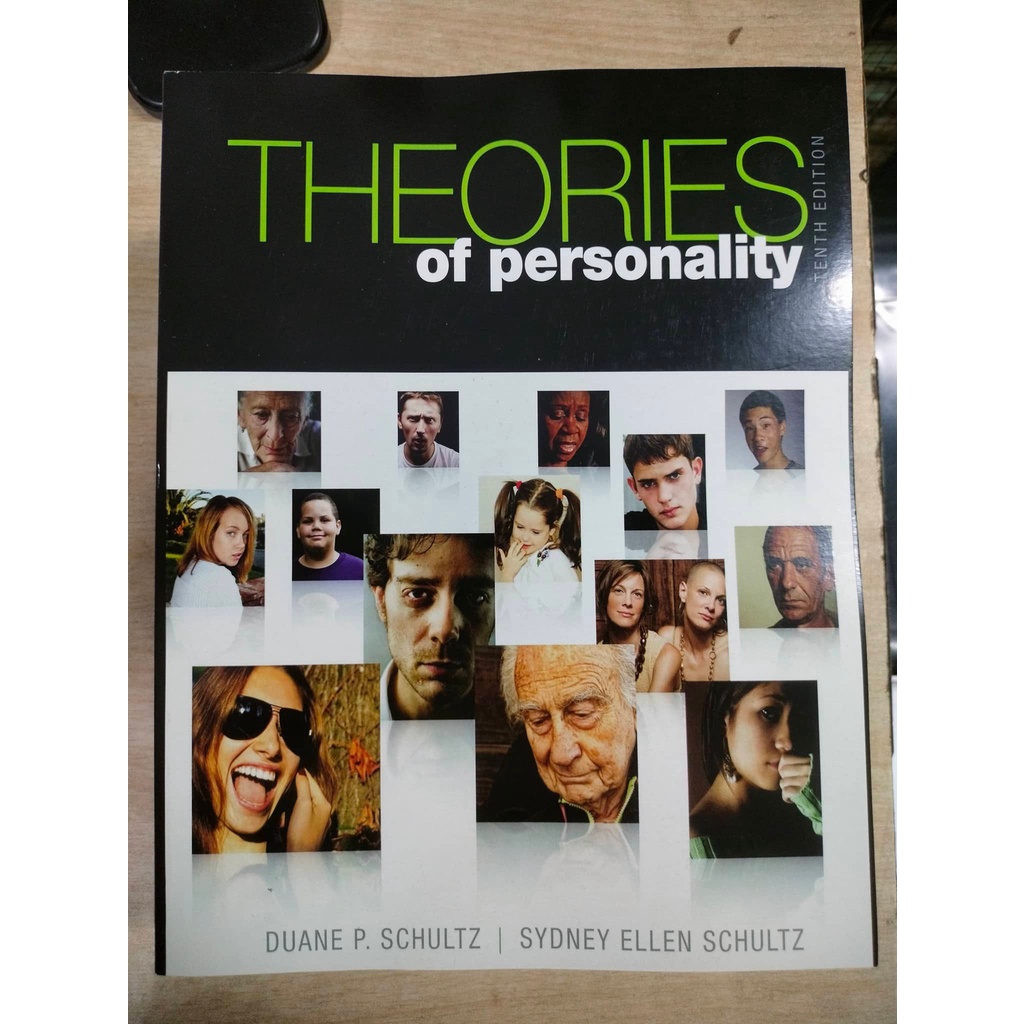 THEORIES
of personality
TENTH EDITION
DUANE P. SCHULTZ | SYDNEY ELLEN SCHULTZ